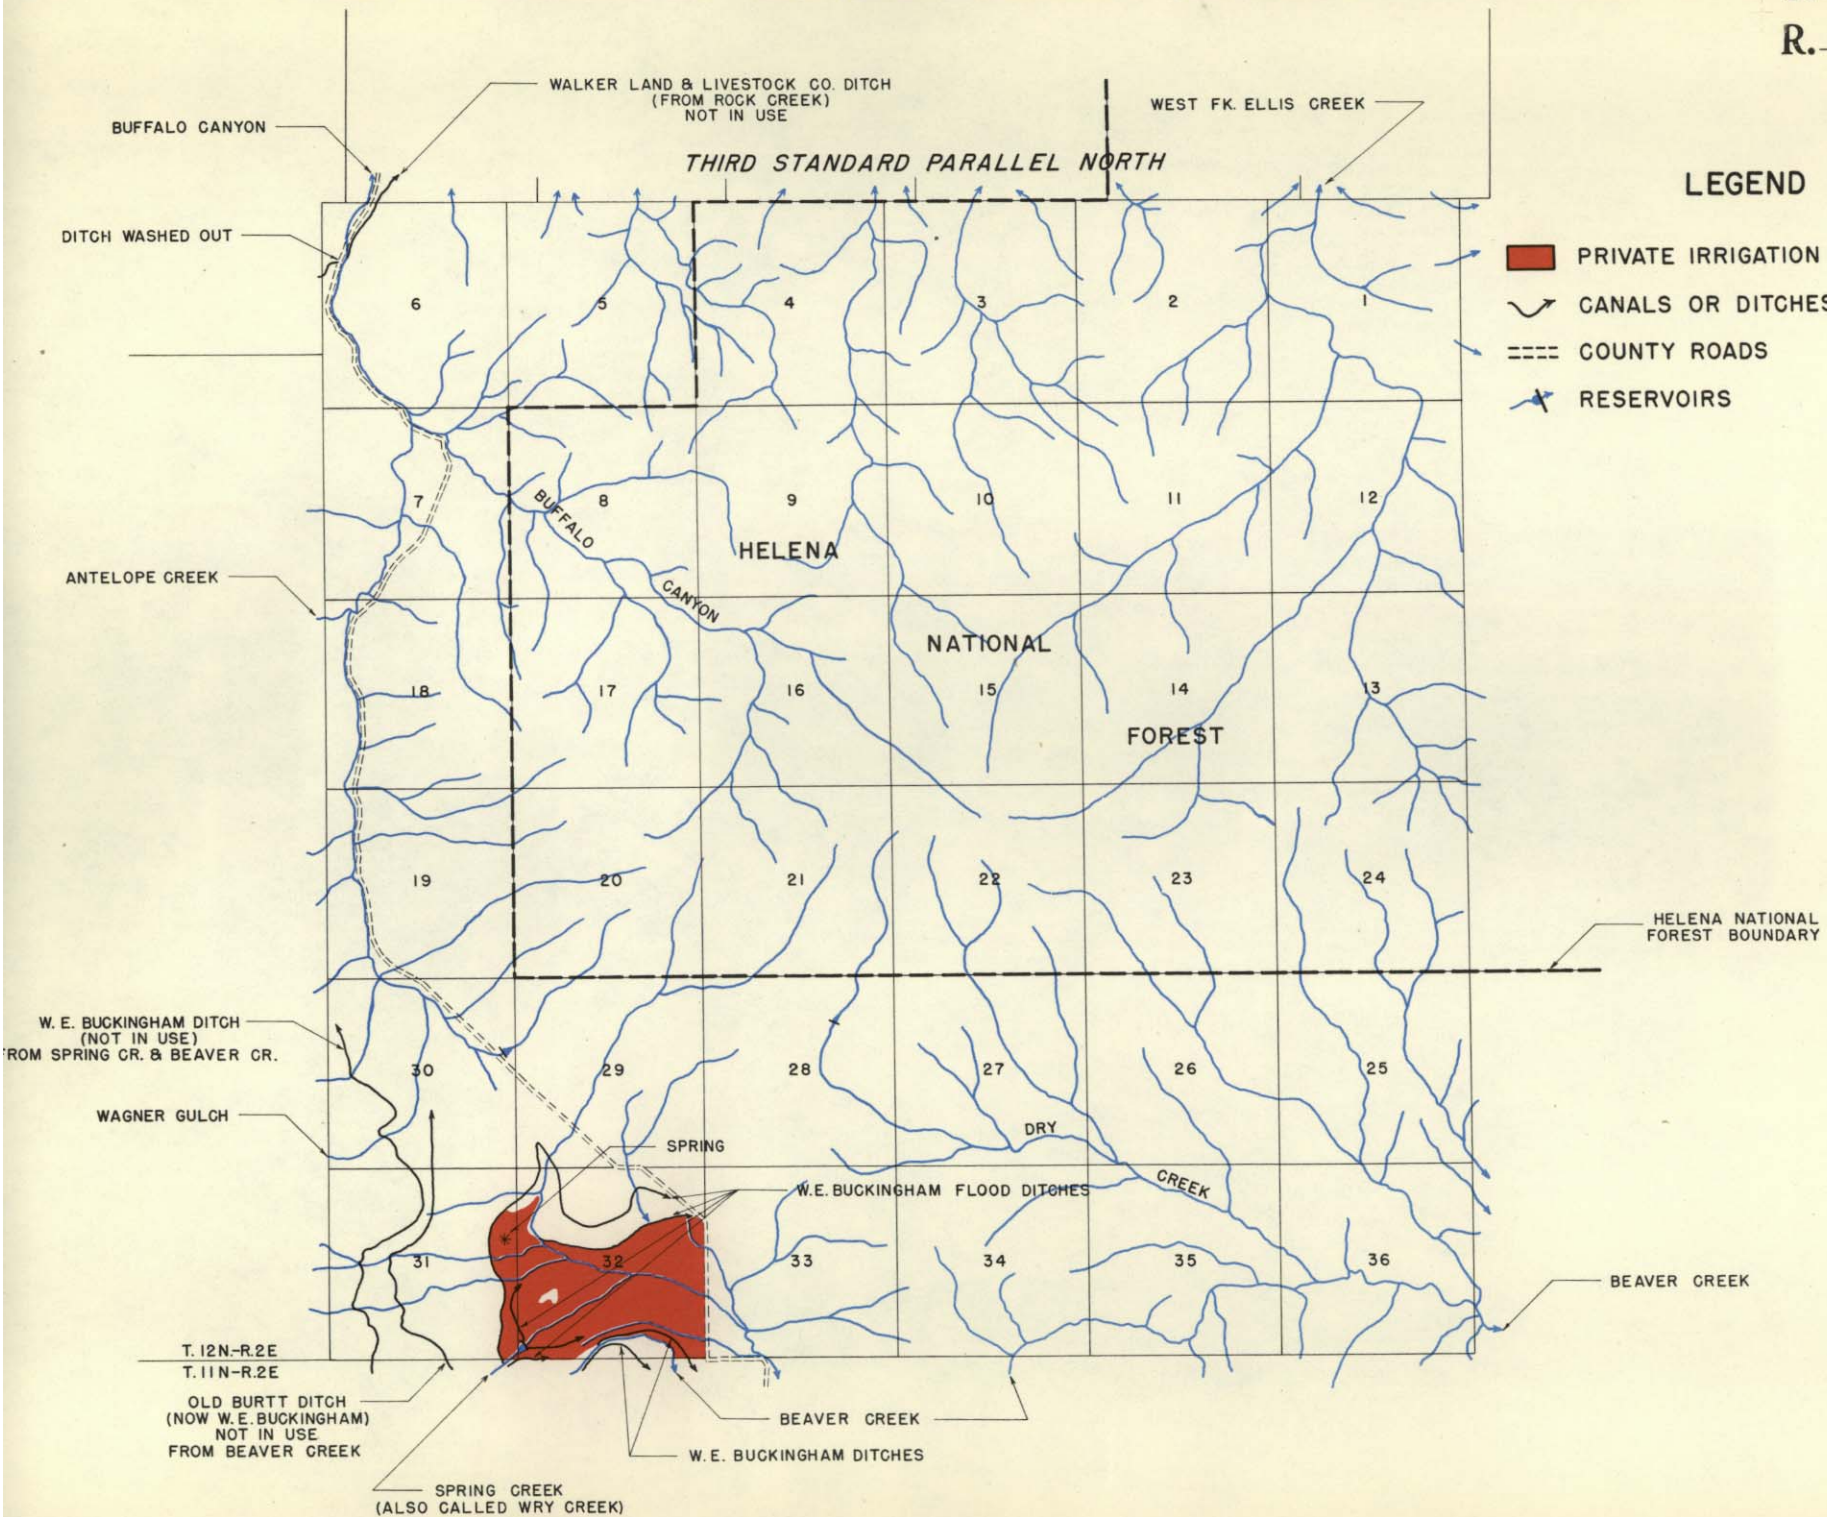 R.
WALKER LAND & LIVESTOCK CO. DITCH
(FROM ROCK CREEK)
NOT IN USE
WEST FK. ELLIS CREEK
BUFFALO CANYON
THIRD STANDARD PARALLEL NORTH
LEGEND
DITCH WASHED OUT
PRIVATE IRRIGATION
CANALS OR DITCHES
COUNTY ROADS
RESERVOIRS
6
5
4
3
2
1
7
8
9
10
11
12
BUFFALO
CANYON
HELENA
NATIONAL
FOREST
ANTELOPE CREEK
18
17
16
15
14
13
19
20
21
22
23
24
HELENA NATIONAL
FOREST BOUNDARY
W. E. BUCKINGHAM DITCH
(NOT IN USE)
FROM SPRING CR. & BEAVER CR.
30
29
28
27
26
25
WAGNER GULCH
SPRING
DRY
CREEK
W.E. BUCKINGHAM FLOOD DITCHES
31
32
33
34
35
36
BEAVER CREEK
T. 12N.-R.2E
T. 11N-R.2E
OLD BURTT DITCH
(NOW W.E. BUCKINGHAM)
NOT IN USE
FROM BEAVER CREEK
BEAVER CREEK
W.E. BUCKINGHAM DITCHES
SPRING CREEK
(ALSO CALLED WRY CREEK)